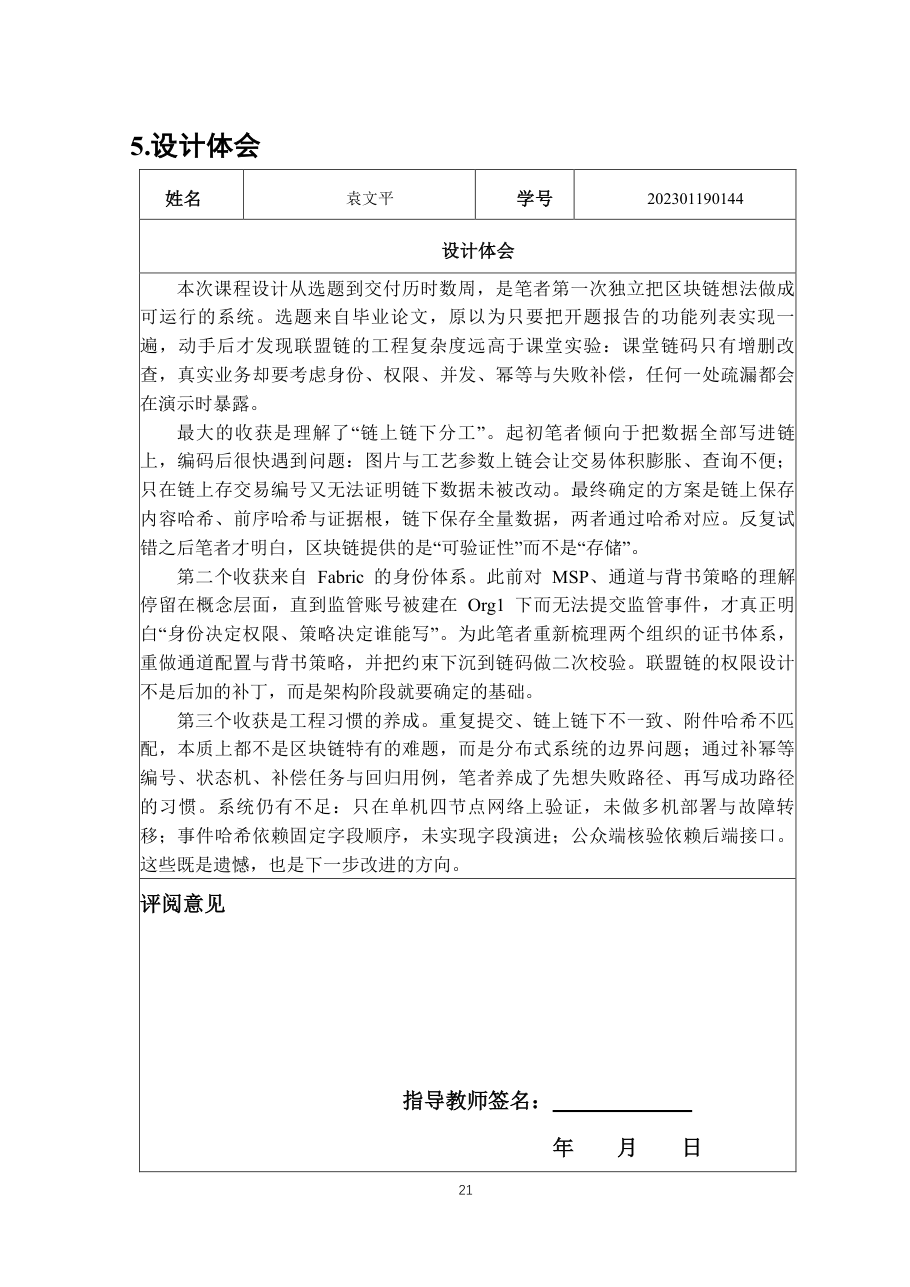 5.设计体会
姓名 袁文平 学号 202301190144
设计体会
本次课程设计从选题到交付历时数周，是笔者第一次独立把区块链想法做成
可运行的系统。选题来自毕业论文，原以为只要把开题报告的功能列表实现一
遍，动手后才发现联盟链的工程复杂度远高于课堂实验：课堂链码只有增删改
查，真实业务却要考虑身份、权限、并发、幂等与失败补偿，任何一处疏漏都会
在演示时暴露。
最大的收获是理解了“链上链下分工”。起初笔者倾向于把数据全部写进链
上，编码后很快遇到问题：图片与工艺参数上链会让交易体积膨胀、查询不便；
只在链上存交易编号又无法证明链下数据未被改动。最终确定的方案是链上保存
内容哈希、前序哈希与证据根，链下保存全量数据，两者通过哈希对应。反复试
错之后笔者才明白，区块链提供的是“可验证性”而不是“存储”。
第二个收获来自 Fabric 的身份体系。此前对 MSP、通道与背书策略的理解
停留在概念层面，直到监管账号被建在 Org1 下而无法提交监管事件，才真正明
白“身份决定权限、策略决定谁能写”。为此笔者重新梳理两个组织的证书体系，
重做通道配置与背书策略，并把约束下沉到链码做二次校验。联盟链的权限设计
不是后加的补丁，而是架构阶段就要确定的基础。
第三个收获是工程习惯的养成。重复提交、链上链下不一致、附件哈希不匹
配，本质上都不是区块链特有的难题，而是分布式系统的边界问题；通过补幂等
编号、状态机、补偿任务与回归用例，笔者养成了先想失败路径、再写成功路径
的习惯。系统仍有不足：只在单机四节点网络上验证，未做多机部署与故障转
移；事件哈希依赖固定字段顺序，未实现字段演进；公众端核验依赖后端接口。
这些既是遗憾，也是下一步改进的方向。
评阅意见
指导教师签名：
年 月 日
21